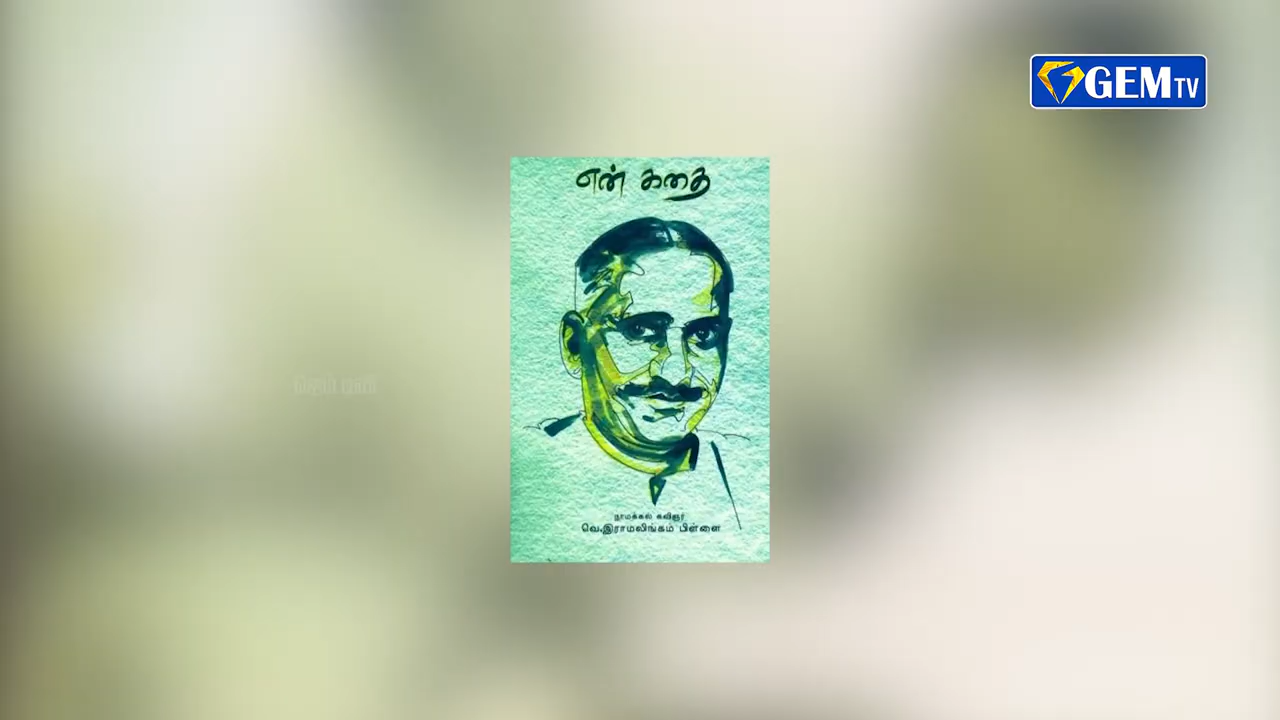 GEM TV
என் கதை
நாமக்கல் கவிஞர்
வெ.இராமலிங்கம் பிள்ளை